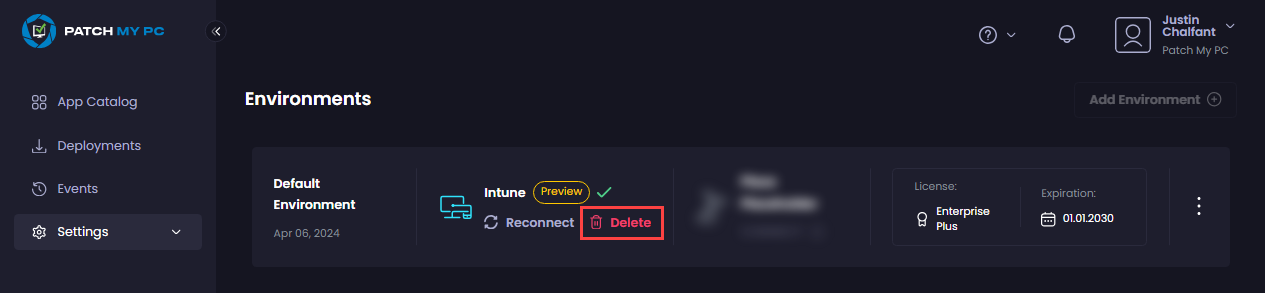 PATCH MY PC
Justin
Chalfant
Patch My PC
App Catalog
Deployments
Events
Settings
Environments
Add Environment
Default
Environment
Apr 06, 2024
Intune Preview
Reconnect Delete
License:
Enterprise
Plus
Expiration:
01.01.2030